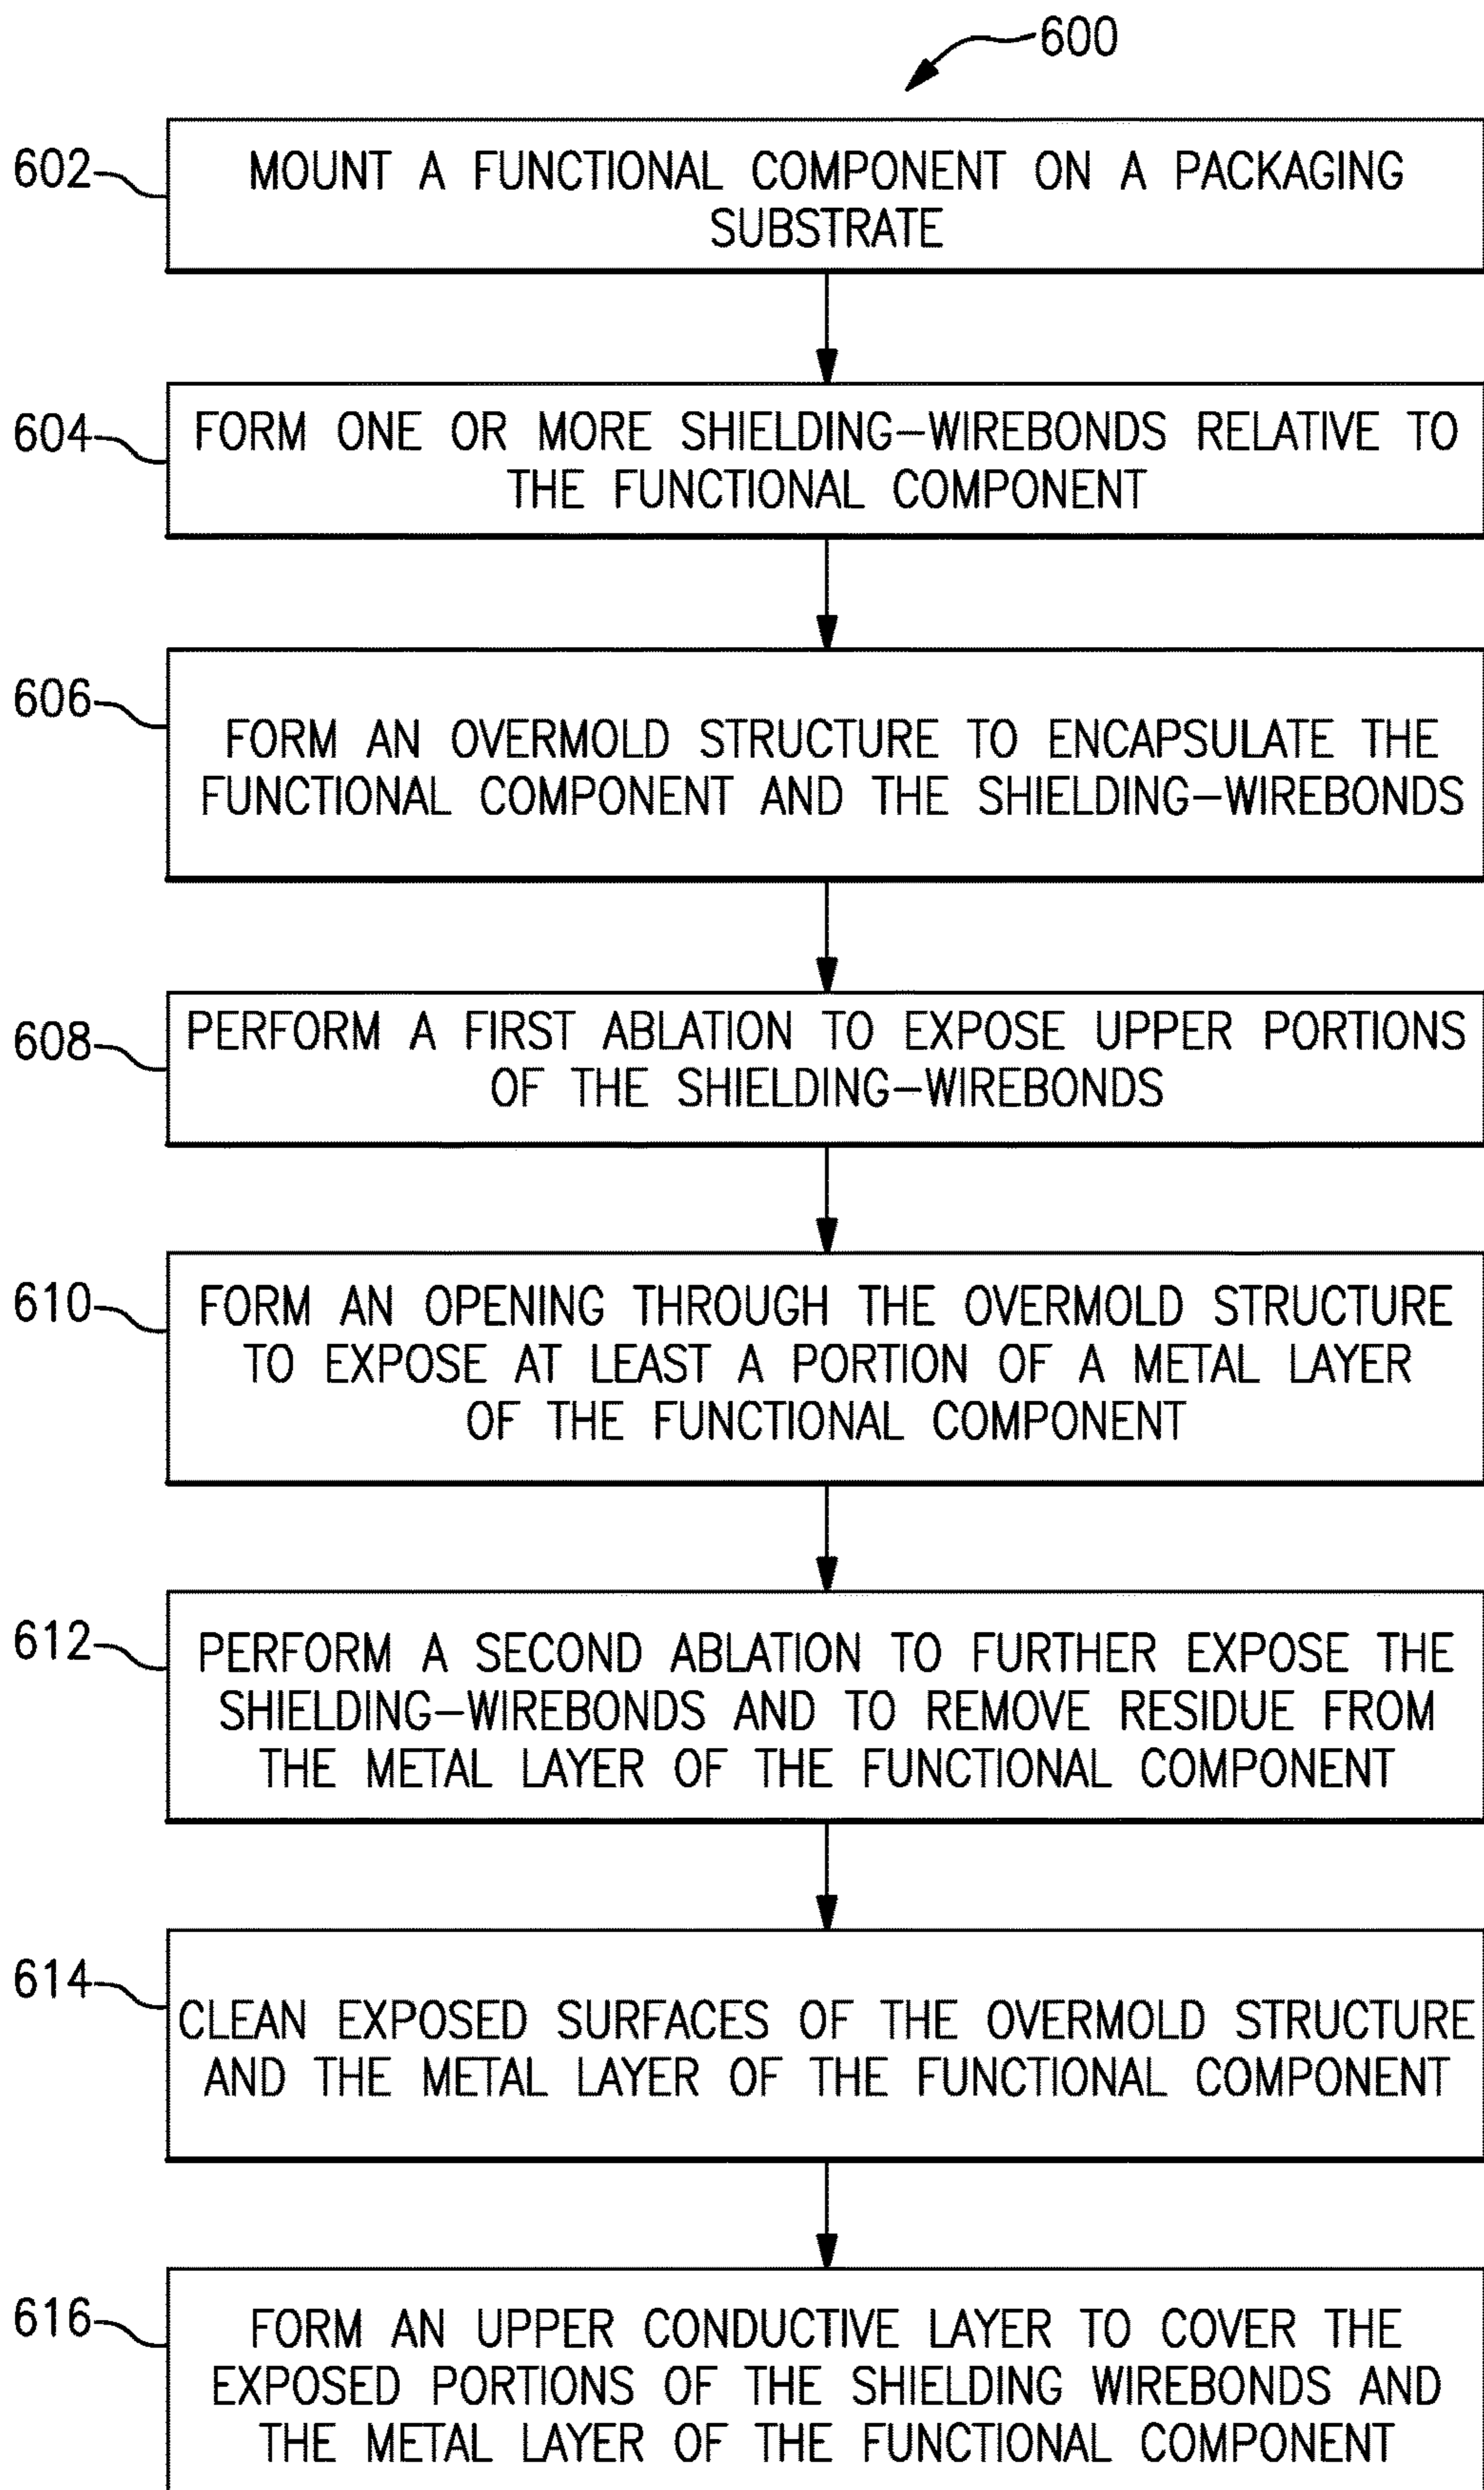 600
602
MOUNT A FUNCTIONAL COMPONENT ON A PACKAGING
SUBSTRATE
604
FORM ONE OR MORE SHIELDING-WIREBONDS RELATIVE TO
THE FUNCTIONAL COMPONENT
606
FORM AN OVERMOLD STRUCTURE TO ENCAPSULATE THE
FUNCTIONAL COMPONENT AND THE SHIELDING-WIREBONDS
608
PERFORM A FIRST ABLATION TO EXPOSE UPPER PORTIONS
OF THE SHIELDING-WIREBONDS
610
FORM AN OPENING THROUGH THE OVERMOLD STRUCTURE
TO EXPOSE AT LEAST A PORTION OF A METAL LAYER
OF THE FUNCTIONAL COMPONENT
612
PERFORM A SECOND ABLATION TO FURTHER EXPOSE THE
SHIELDING-WIREBONDS AND TO REMOVE RESIDUE FROM
THE METAL LAYER OF THE FUNCTIONAL COMPONENT
614
CLEAN EXPOSED SURFACES OF THE OVERMOLD STRUCTURE
AND THE METAL LAYER OF THE FUNCTIONAL COMPONENT
616
FORM AN UPPER CONDUCTIVE LAYER TO COVER THE
EXPOSED PORTIONS OF THE SHIELDING WIREBONDS AND
THE METAL LAYER OF THE FUNCTIONAL COMPONENT